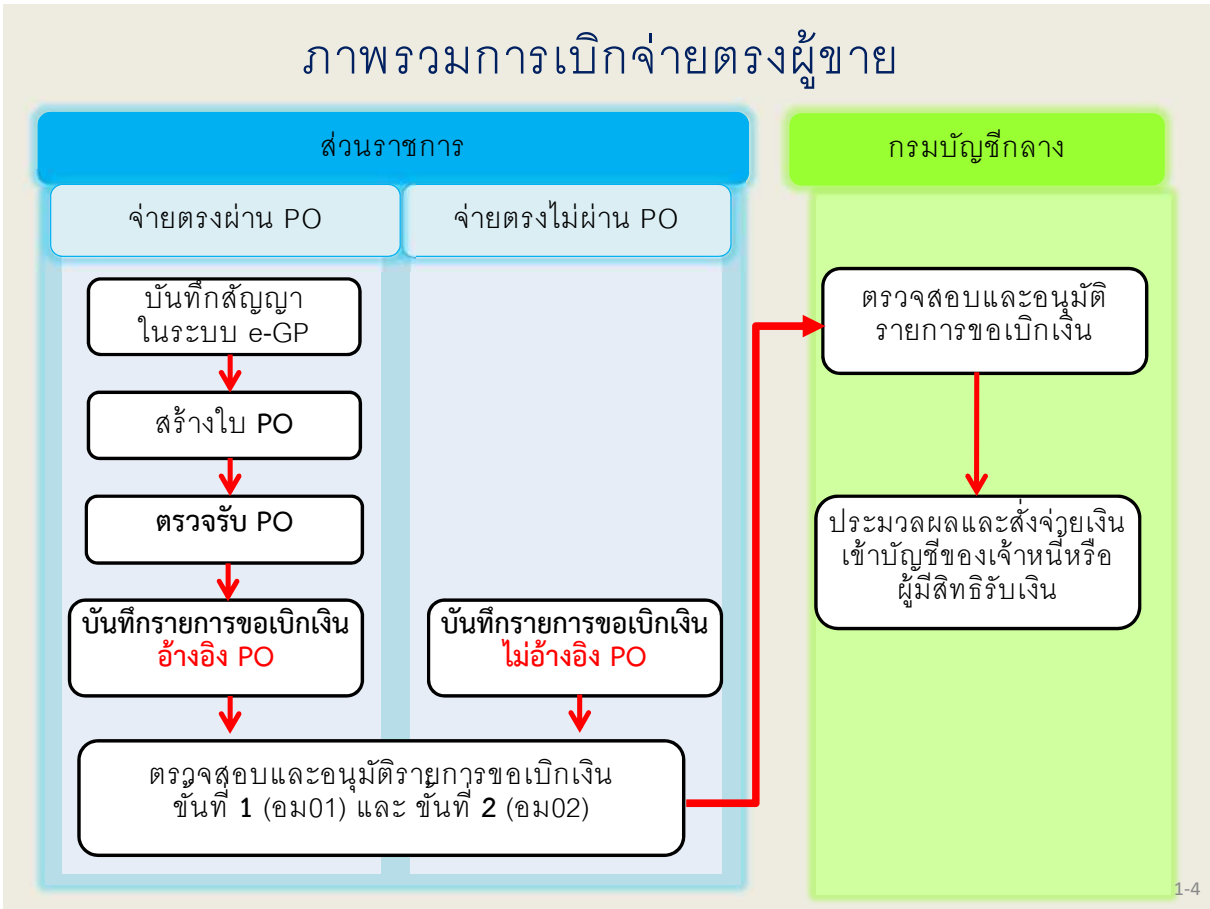 ภาพรวมการเบิกจ่ายตรงผู้ขาย
ส่วนราชการ
จ่ายตรงผ่าน PO
จ่ายตรงไม่ผ่าน PO
บันทึกสัญญา
ในระบบ e-GP
สร้างใบ PO
ตรวจรับ PO
บันทึกรายการขอเบิกเงิน
อ้างอิง PO
บันทึกรายการขอเบิกเงิน
ไม่อ้างอิง PO
ตรวจสอบและอนุมัติรายการขอเบิกเงิน
ขั้นที่ 1 (อม01) และ ขั้นที่ 2 (อม02)
กรมบัญชีกลาง
ตรวจสอบและอนุมัติ
รายการขอเบิกเงิน
ประมวลผลและสั่งจ่ายเงิน
เข้าบัญชีของเจ้าหนี้หรือ
ผู้มีสิทธิรับเงิน
1-4